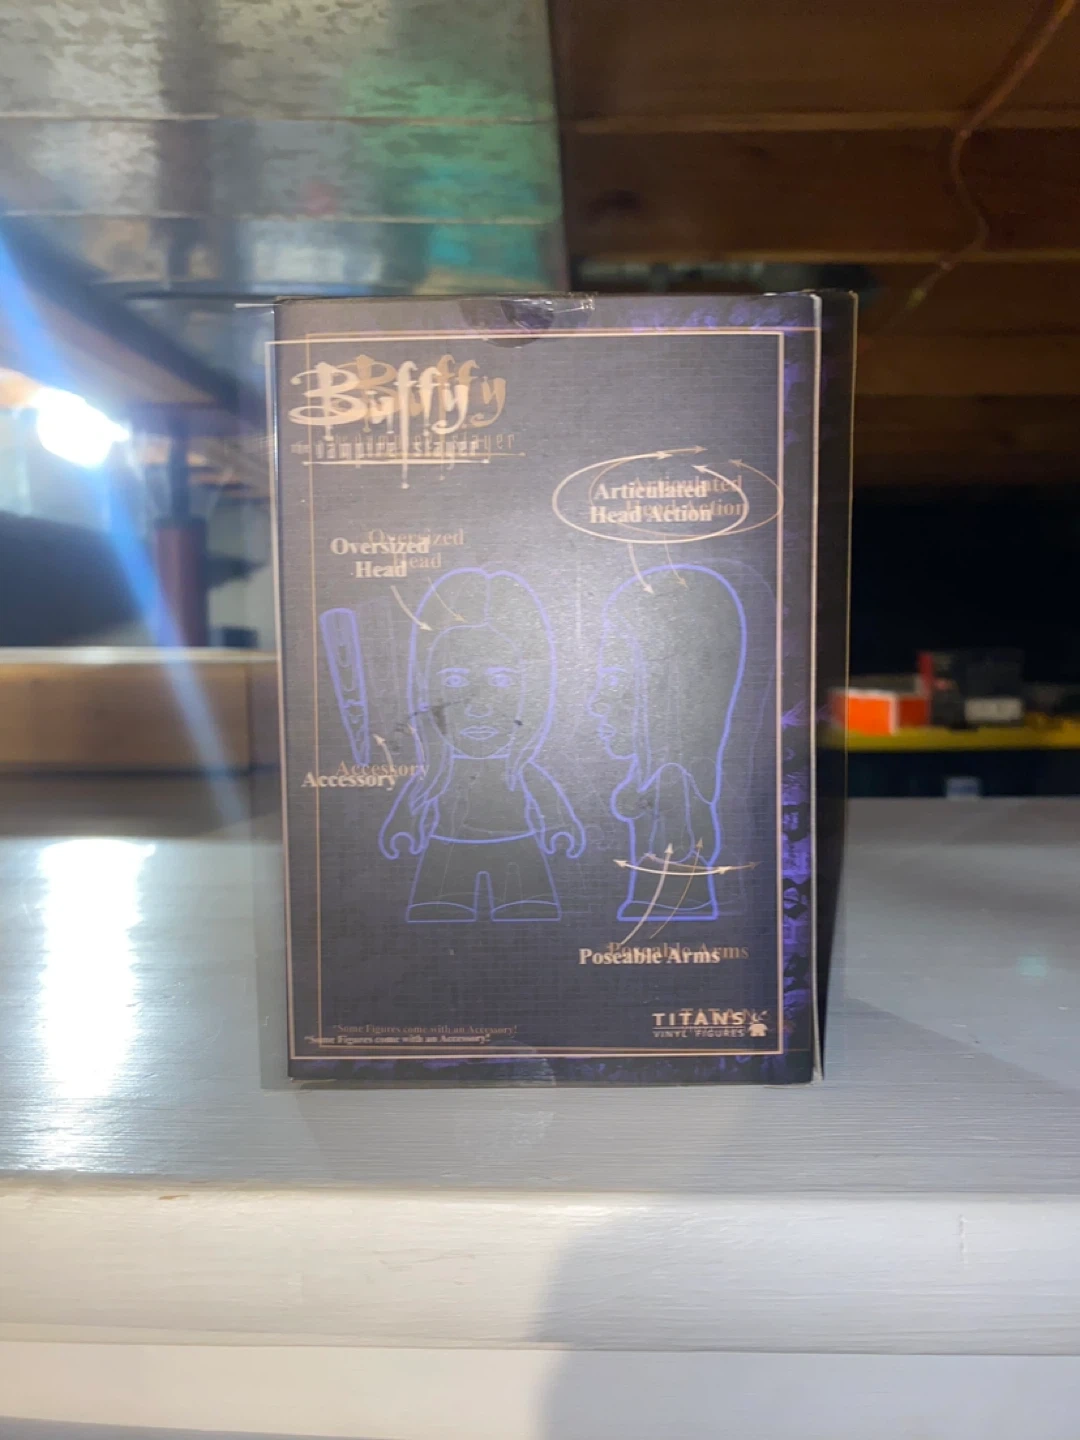 Buffy
the vampire slayer
Articulated
Head Action
Oversized
Head
Accessory
Poseable Arms
*Some Figures come with an Accessory!
TITANS
VINYL FIGURES